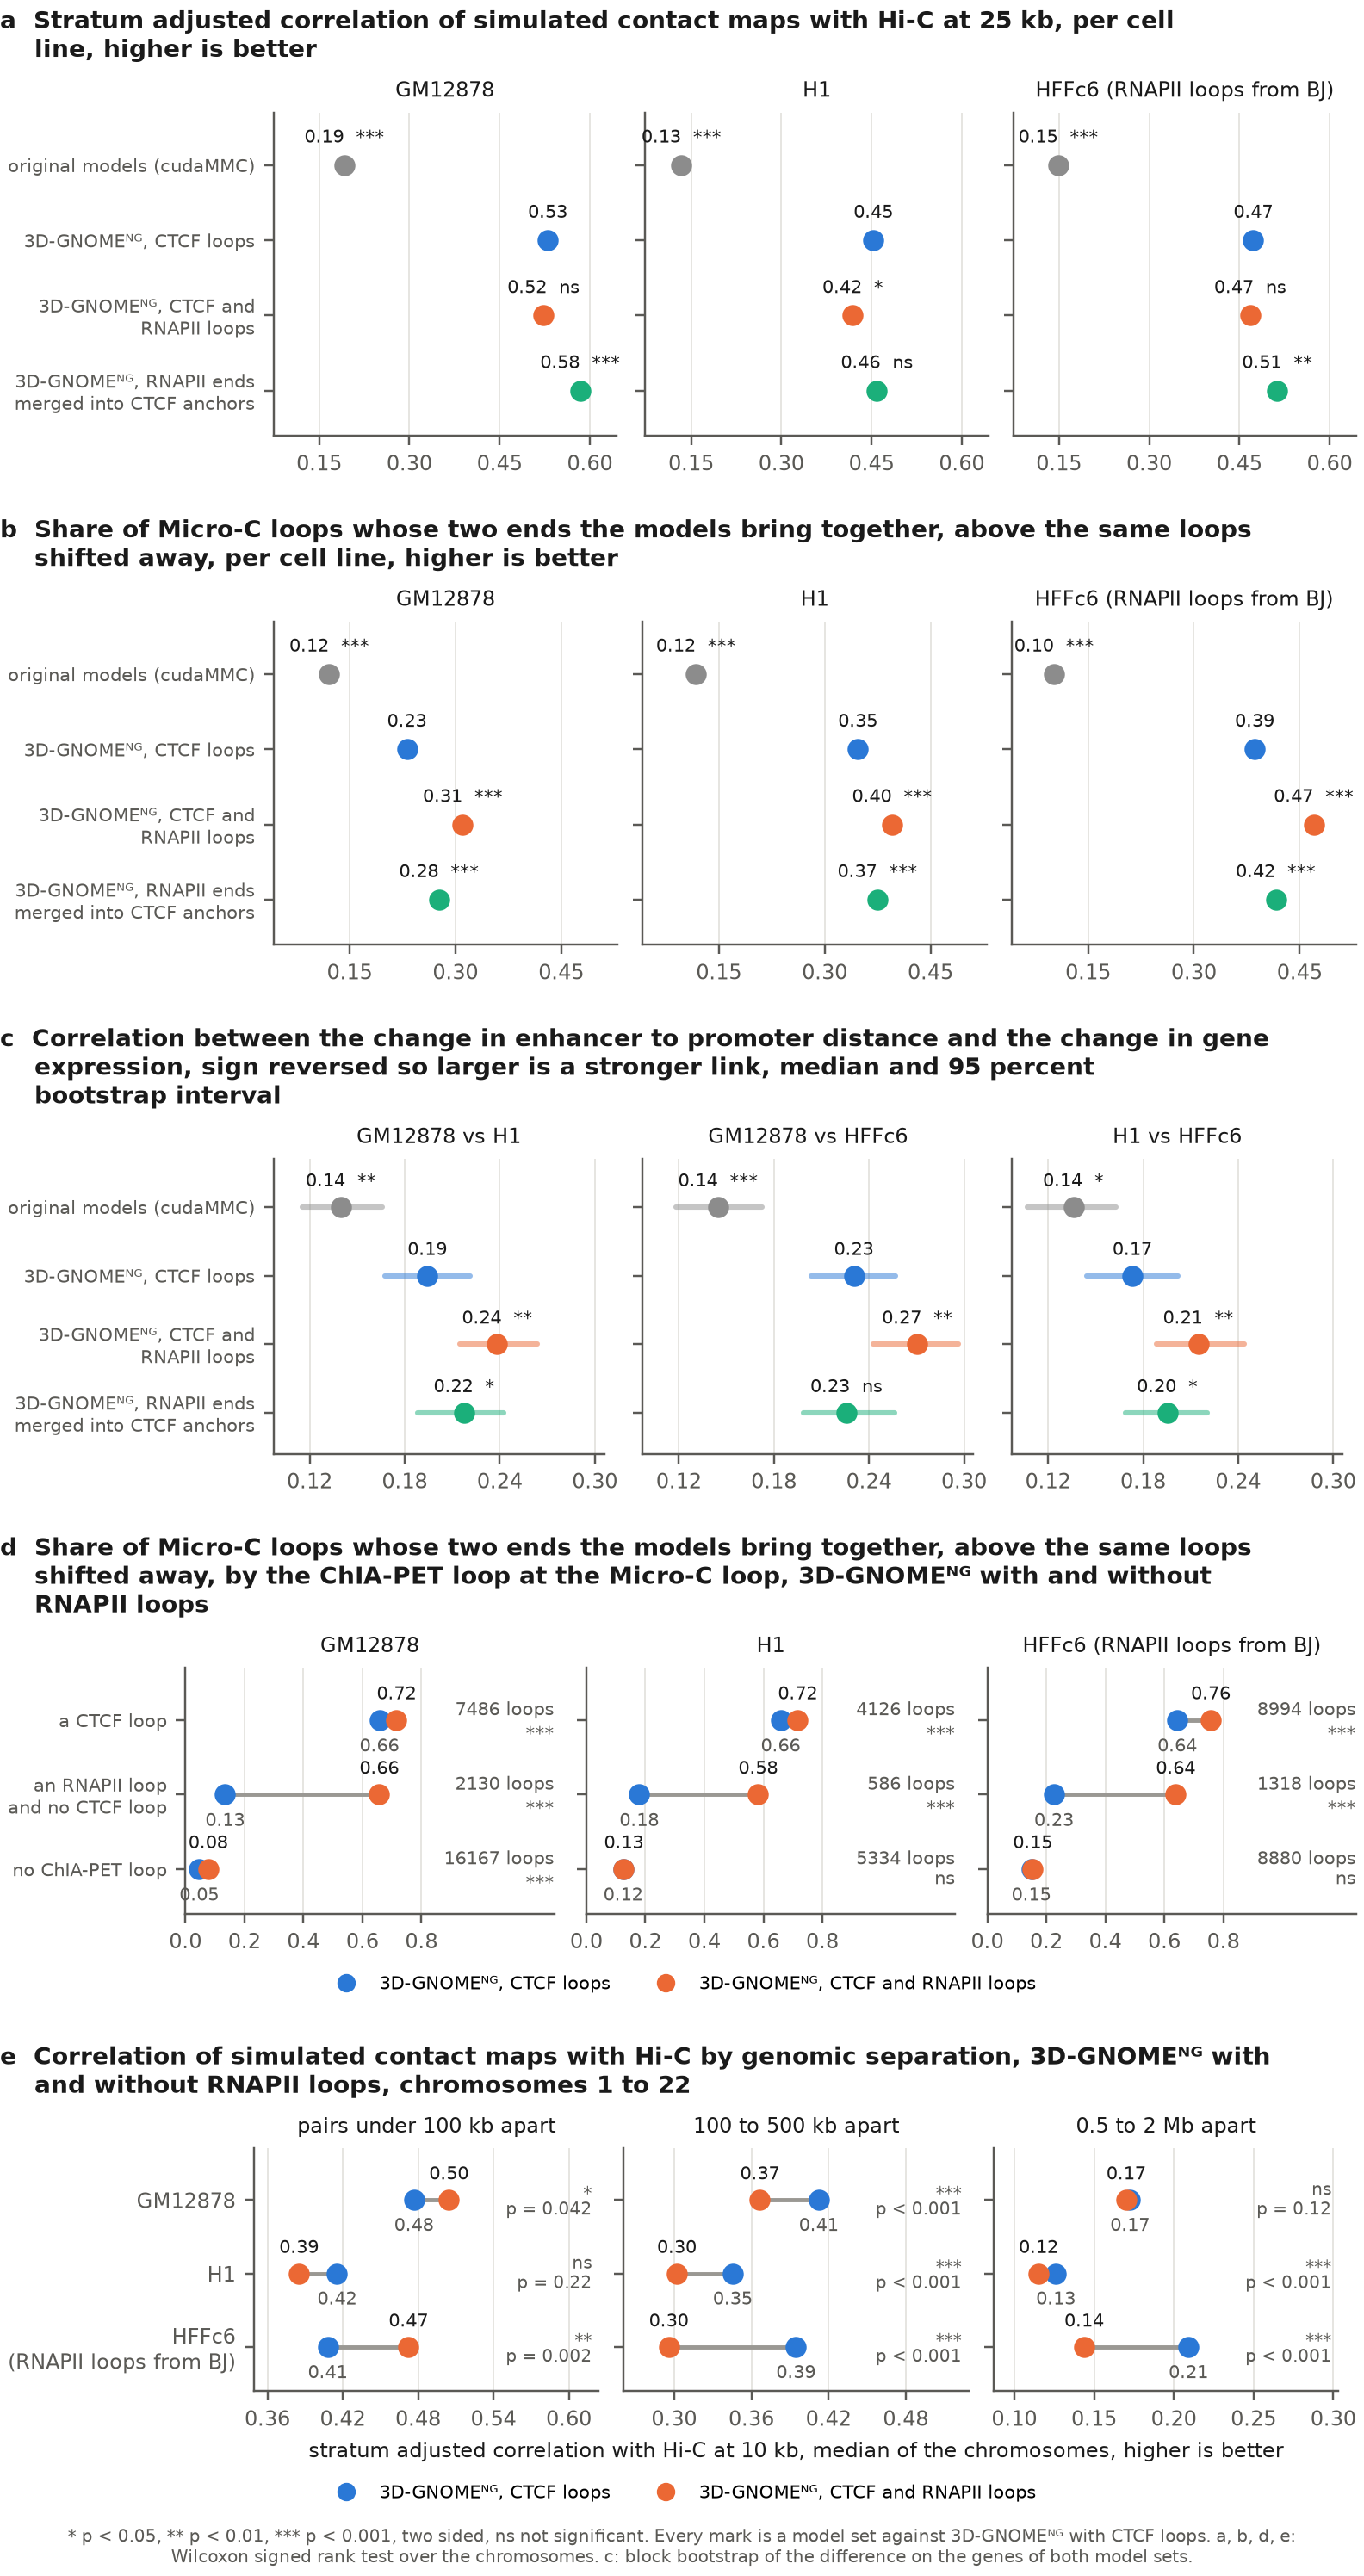 a Stratum adjusted correlation of simulated contact maps with Hi-C at 25 kb, per cell
line, higher is better
GM12878
H1
HFFc6 (RNAPII loops from BJ)
original models (cudaMMC)
0.19 ***
0.13 ***
0.15 ***
3D-GNOMEᴺᴳ, CTCF loops
0.53
0.45
0.47
3D-GNOMEᴺᴳ, CTCF and
RNAPII loops
0.52 ns
0.42 *
0.47 ns
3D-GNOMEᴺᴳ, RNAPII ends
merged into CTCF anchors
0.58 ***
0.46 ns
0.51 **
0.15 0.30 0.45 0.60
0.15 0.30 0.45 0.60
0.15 0.30 0.45 0.60
b Share of Micro-C loops whose two ends the models bring together, above the same loops
shifted away, per cell line, higher is better
GM12878
H1
HFFc6 (RNAPII loops from BJ)
original models (cudaMMC)
0.12 ***
0.12 ***
0.10 ***
3D-GNOMEᴺᴳ, CTCF loops
0.23
0.35
0.39
3D-GNOMEᴺᴳ, CTCF and
RNAPII loops
0.31 ***
0.40 ***
0.47 ***
3D-GNOMEᴺᴳ, RNAPII ends
merged into CTCF anchors
0.28 ***
0.37 ***
0.42 ***
0.15 0.30 0.45
0.15 0.30 0.45
0.15 0.30 0.45
c Correlation between the change in enhancer to promoter distance and the change in gene
expression, sign reversed so larger is a stronger link, median and 95 percent
bootstrap interval
GM12878 vs H1
GM12878 vs HFFc6
H1 vs HFFc6
original models (cudaMMC)
0.14 **
0.14 ***
0.14 *
3D-GNOMEᴺᴳ, CTCF loops
0.19
0.23
0.17
3D-GNOMEᴺᴳ, CTCF and
RNAPII loops
0.24 **
0.27 **
0.21 **
3D-GNOMEᴺᴳ, RNAPII ends
merged into CTCF anchors
0.22 *
0.23 ns
0.20 *
0.12 0.18 0.24 0.30
0.12 0.18 0.24 0.30
0.12 0.18 0.24 0.30
d Share of Micro-C loops whose two ends the models bring together, above the same loops
shifted away, by the ChIA-PET loop at the Micro-C loop, 3D-GNOMEᴺᴳ with and without
RNAPII loops
GM12878
H1
HFFc6 (RNAPII loops from BJ)
a CTCF loop
0.72
0.66
7486 loops
***
0.72
0.66
4126 loops
***
0.76
0.64
8994 loops
***
an RNAPII loop
and no CTCF loop
0.66
0.13
2130 loops
***
0.58
0.18
586 loops
***
0.64
0.23
1318 loops
***
no ChIA-PET loop
0.08
0.05
16167 loops
***
0.13
0.12
5334 loops
ns
0.15
0.15
8880 loops
ns
0.0 0.2 0.4 0.6 0.8
0.0 0.2 0.4 0.6 0.8
0.0 0.2 0.4 0.6 0.8
3D-GNOMEᴺᴳ, CTCF loops
3D-GNOMEᴺᴳ, CTCF and RNAPII loops
e Correlation of simulated contact maps with Hi-C by genomic separation, 3D-GNOMEᴺᴳ with
and without RNAPII loops, chromosomes 1 to 22
pairs under 100 kb apart
100 to 500 kb apart
0.5 to 2 Mb apart
GM12878
0.50
0.48
*
p = 0.042
0.37
0.41
***
p < 0.001
0.17
0.17
ns
p = 0.12
H1
0.39
0.42
ns
p = 0.22
0.30
0.35
***
p < 0.001
0.12
0.13
***
p < 0.001
HFFc6
(RNAPII loops from BJ)
0.47
0.41
**
p = 0.002
0.30
0.39
***
p < 0.001
0.14
0.21
***
p < 0.001
0.36 0.42 0.48 0.54 0.60
0.30 0.36 0.42 0.48
0.10 0.15 0.20 0.25 0.30
stratum adjusted correlation with Hi-C at 10 kb, median of the chromosomes, higher is better
3D-GNOMEᴺᴳ, CTCF loops
3D-GNOMEᴺᴳ, CTCF and RNAPII loops
* p < 0.05, ** p < 0.01, *** p < 0.001, two sided, ns not significant. Every mark is a model set against 3D-GNOMEᴺᴳ with CTCF loops. a, b, d, e:
Wilcoxon signed rank test over the chromosomes. c: block bootstrap of the difference on the genes of both model sets.